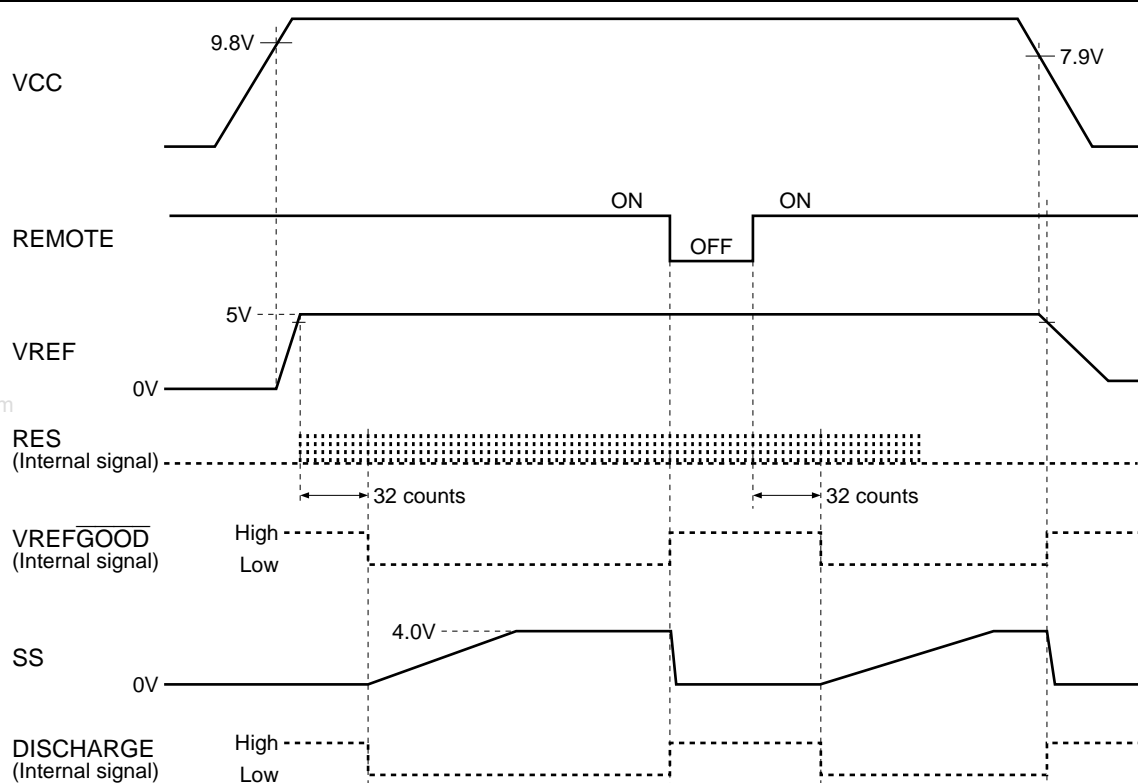 9.8V
7.9V
VCC
ON
ON
REMOTE
OFF
5V
VREF
0V
m
RES
(Internal signal)
32 counts
32 counts
VREFGOOD
(Internal signal)
High
Low
4.0V
SS
0V
DISCHARGE
(Internal signal)
High
Low